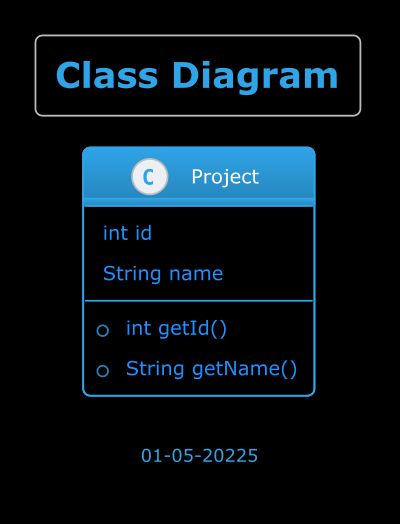 Class Diagram
C Project
int id
String name
int getId()
String getName()
01-05-20225